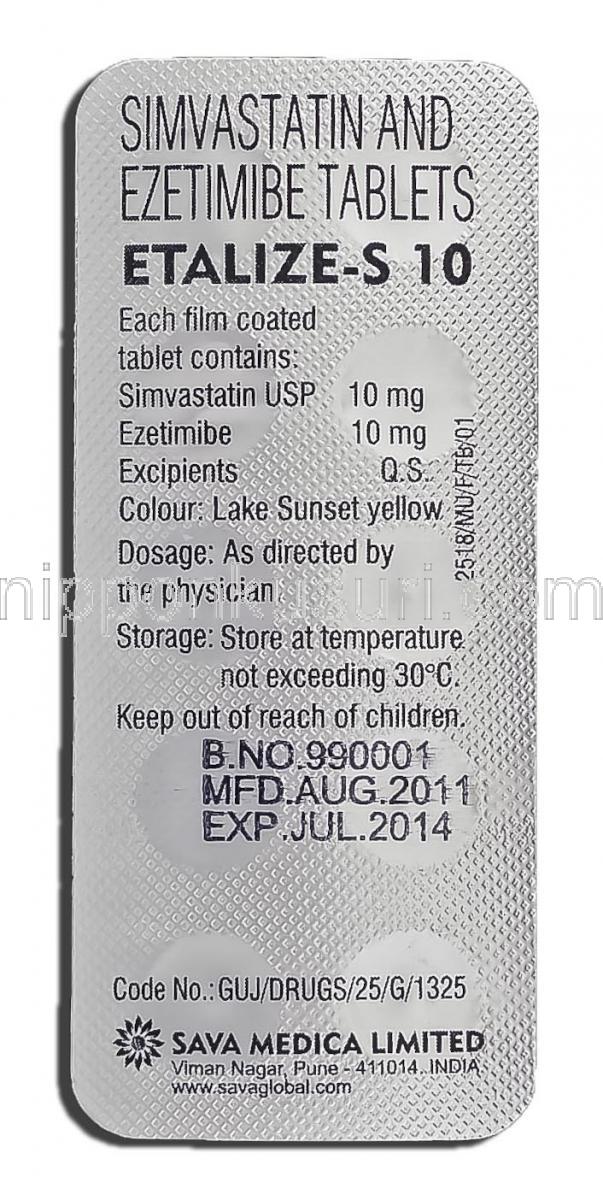 SIMVASTATIN AND
EZETIMIBE TABLETS
ETALIZE-S 10
Each film coated
tablet contains:
Simvastatin USP 10 mg
Ezetimibe 10 mg
Excipients Q.S.
Colour: Lake Sunset yellow
2518/MU/F/TB/01
Dosage: As directed by
the physician.
nipponkusuri.com
Storage: Store at temperature
not exceeding 30°C.
Keep out of reach of children.
B.NO.990001
MFD.AUG.2011
EXP.JUL.2014
Code No.: GUJ/DRUGS/25/G/1325
SAVA MEDICA LIMITED
Viman Nagar, Pune - 411014. INDIA
www.savaglobal.com